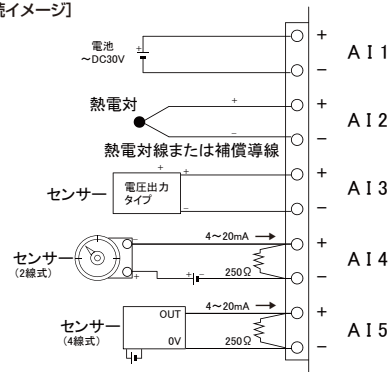 続イメージ]
電池
～DC30V
+
+
－
AI1
熱電対
+
－
+
－
AI2
熱電対線または補償導線
センサー
電圧出力
タイプ
+
+
－
+
－
AI3
センサー
(2線式)
－
+
+
－
4～20mA
250Ω
+
－
AI4
センサー
(4線式)
OUT
0V
4～20mA
250Ω
+
－
AI5